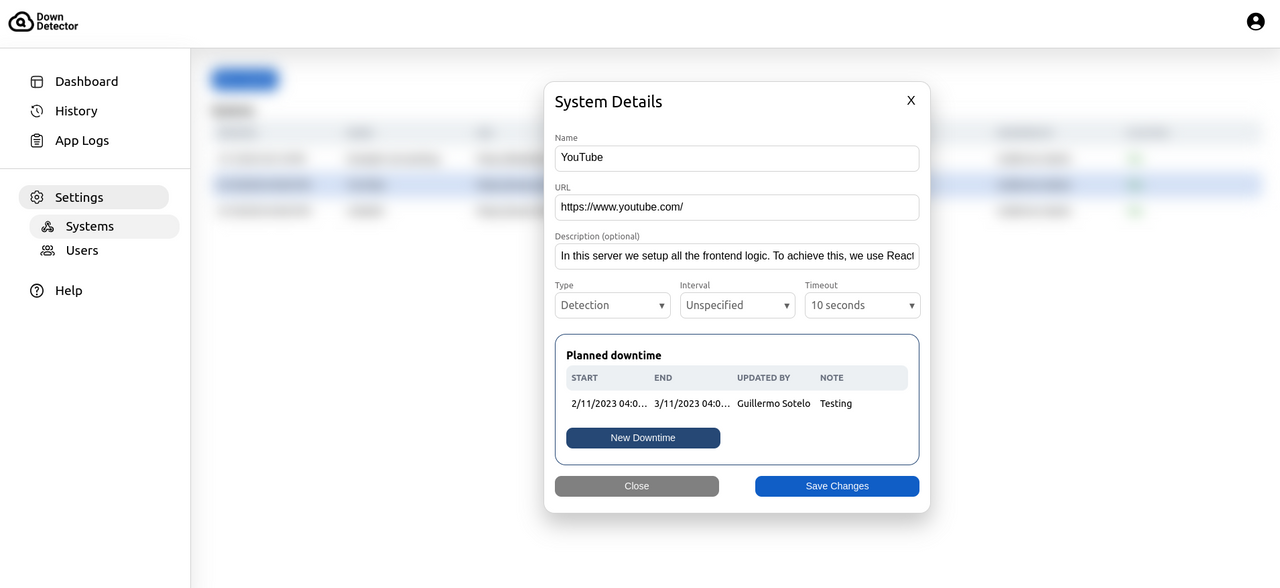 Down
Detector
Dashboard
History
App Logs
Settings
Systems
Users
Help
System Details X
Name
YouTube
URL
https://www.youtube.com/
Description (optional)
In this server we setup all the frontend logic. To achieve this, we use React
Type Interval Timeout
Detection Unspecified 10 seconds
Planned downtime
START END UPDATED BY NOTE
2/11/2023 04:0... 3/11/2023 04:0... Guillermo Sotelo Testing
New Downtime
Close Save Changes